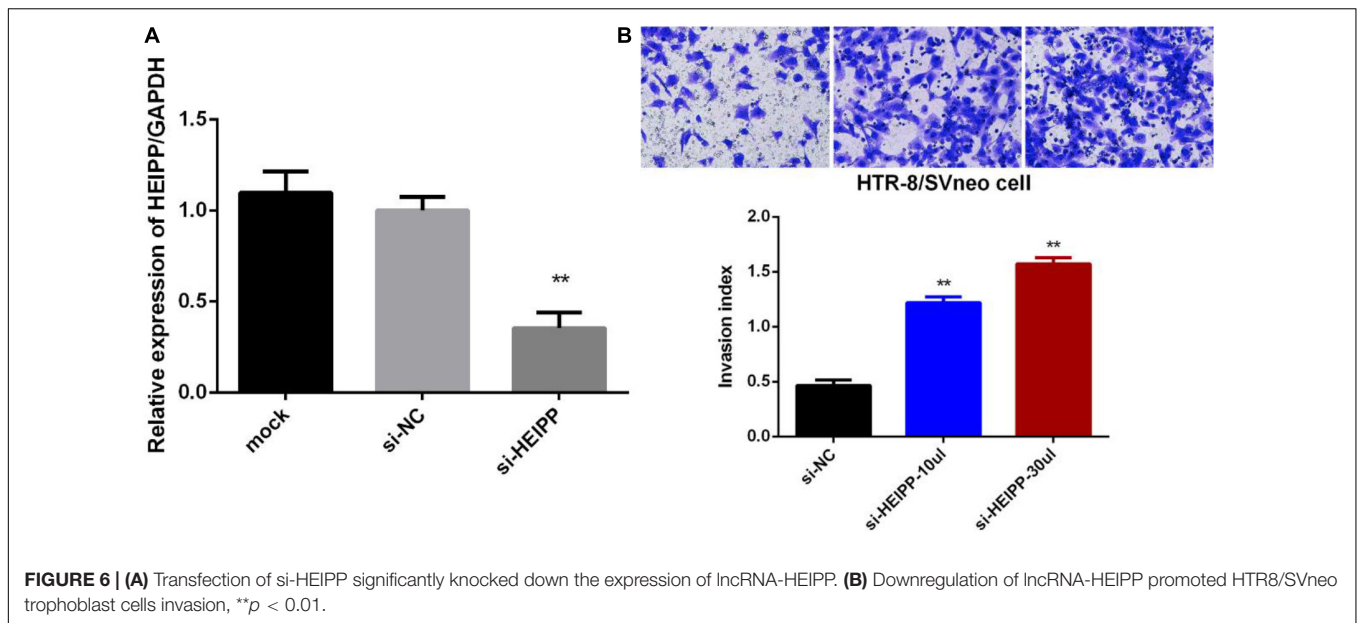 A
Relative expression of HEIPP/GAPDH
1.5
1.0
0.5
0.0
**
mock
si-NC
si-HEIPP
B
HTR-8/SVneo cell
Invasion index
2.0
1.5
1.0
0.5
0.0
**
**
si-NC
si-HEIPP-10ul
si-HEIPP-30ul
FIGURE 6 | (A) Transfection of si-HEIPP significantly knocked down the expression of lncRNA-HEIPP. (B) Downregulation of lncRNA-HEIPP promoted HTR8/SVneo
trophoblast cells invasion, **p < 0.01.